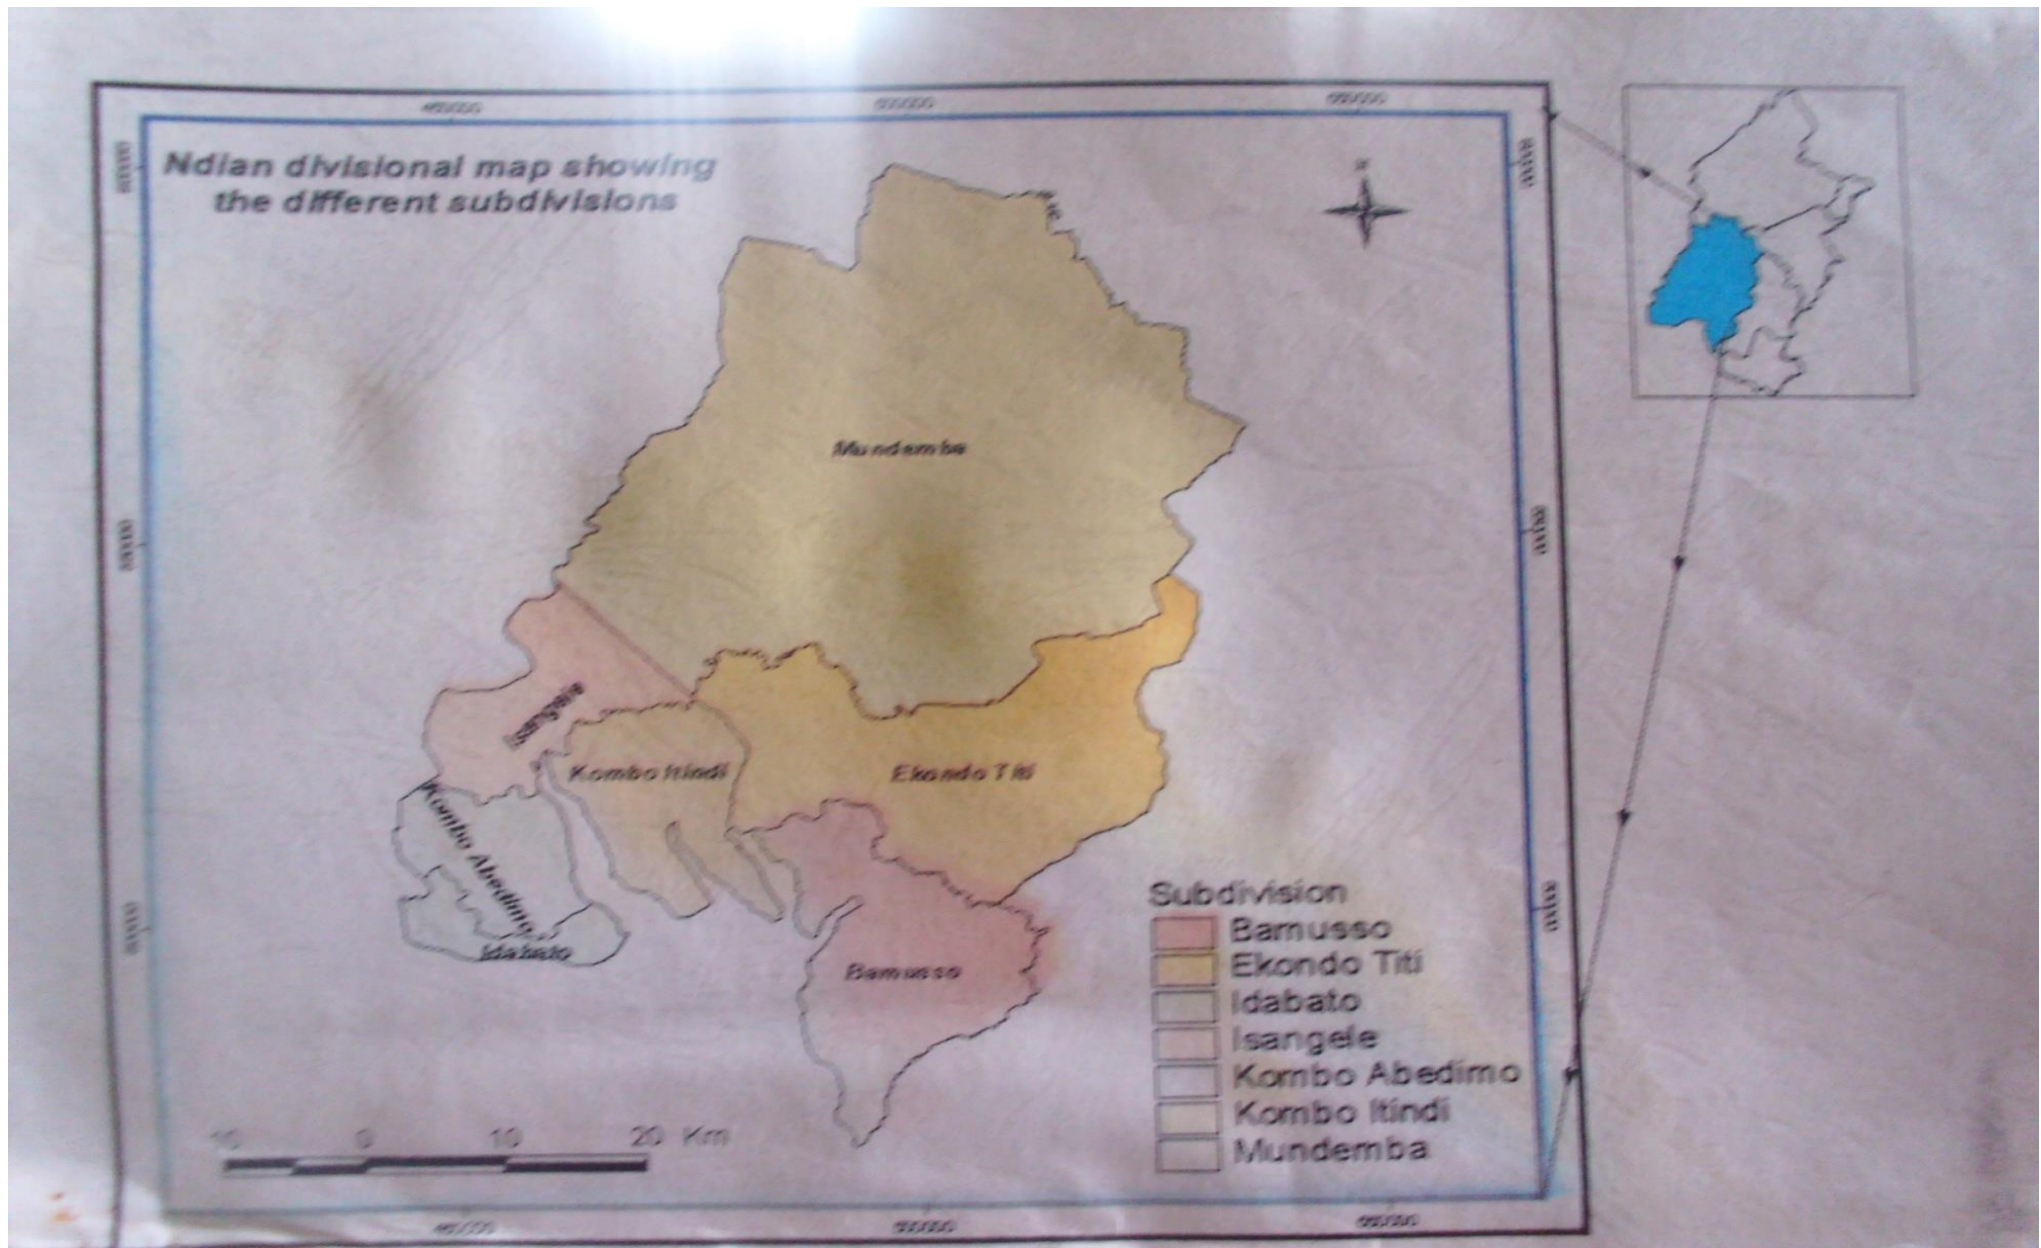 Ndian divisional map showing
the different subdivisions
N
Mundemba
Isangele
Kombo Itindi
Ekondo Titi
Kombo Abedimo
Idabato
Bamusso
Subdivision
Bamusso
Ekondo Titi
Idabato
Isangele
Kombo Abedimo
Kombo Itindi
Mundemba
10 0 10 20 Km